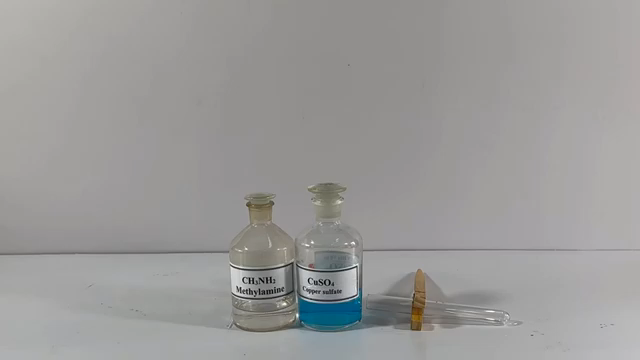 CH₃NH₂
Methylamine
CuSO₄
Copper sulfate